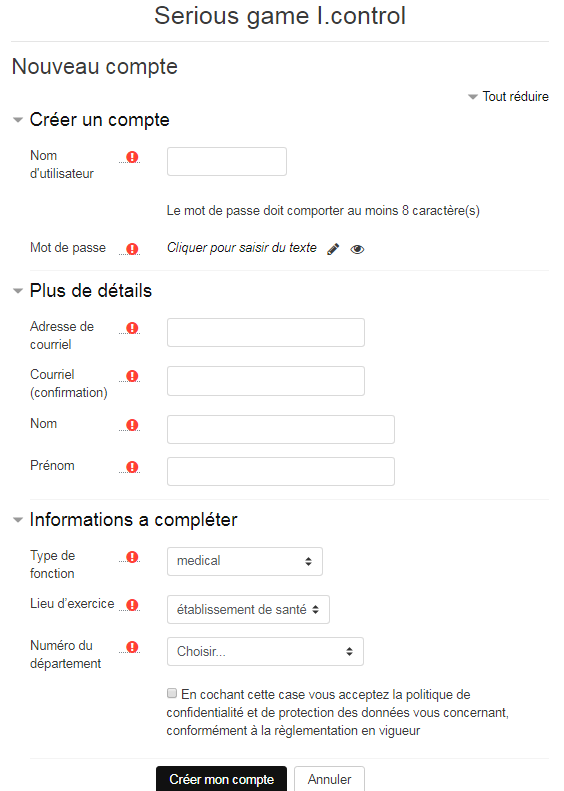 Serious game I.control
Nouveau compte
Tout réduire
Créer un compte
Nom
d'utilisateur
Le mot de passe doit comporter au moins 8 caractère(s)
Mot de passe Cliquer pour saisir du texte
Plus de détails
Adresse de
courriel
Courriel
(confirmation)
Nom
Prénom
Informations a compléter
Type de
fonction
medical
Lieu d'exercice établissement de santé
Numéro du
département
Choisir...
En cochant cette case vous acceptez la politique de
confidentialité et de protection des données vous concernant,
conformément à la règlementation en vigueur
Créer mon compte Annuler